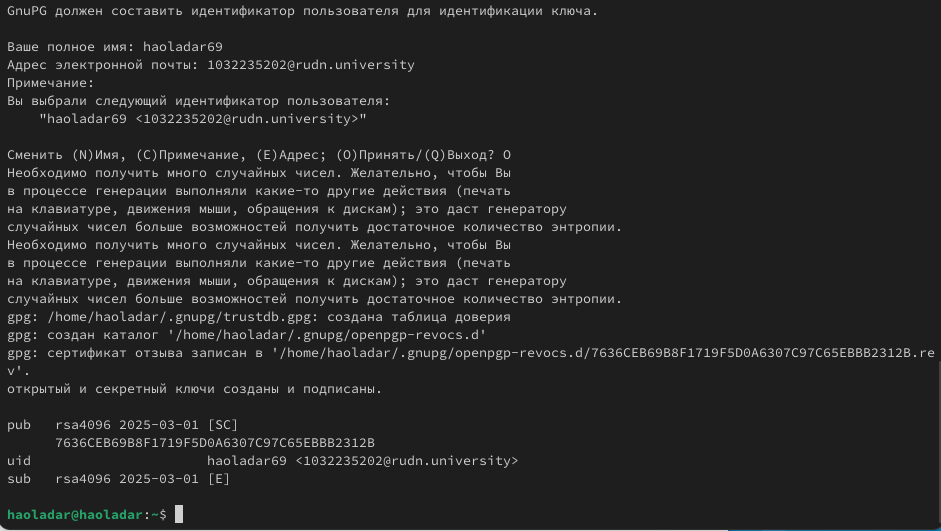 GnuPG должен составить идентификатор пользователя для идентификации ключа.
Ваше полное имя: haoladar69
Адрес электронной почты: 1032235202@rudn.university
Примечание:
Вы выбрали следующий идентификатор пользователя:
"haoladar69 <1032235202@rudn.university>"
Сменить (N)Имя, (C)Примечание, (E)Адрес; (O)Принять/(Q)Выход? O
Необходимо получить много случайных чисел. Желательно, чтобы Вы
в процессе генерации выполняли какие-то другие действия (печать
на клавиатуре, движения мыши, обращения к дискам); это даст генератору
случайных чисел больше возможностей получить достаточное количество энтропии.
Необходимо получить много случайных чисел. Желательно, чтобы Вы
в процессе генерации выполняли какие-то другие действия (печать
на клавиатуре, движения мыши, обращения к дискам); это даст генератору
случайных чисел больше возможностей получить достаточное количество энтропии.
gpg: /home/haoladar/.gnupg/trustdb.gpg: создана таблица доверия
gpg: создан каталог '/home/haoladar/.gnupg/openpgp-revocs.d'
gpg: сертификат отзыва записан в '/home/haoladar/.gnupg/openpgp-revocs.d/7636CEB69B8F1719F5D0A6307C97C65EBBB2312B.re
v'.
открытый и секретный ключи созданы и подписаны.
pub   rsa4096 2025-03-01 [SC]
7636CEB69B8F1719F5D0A6307C97C65EBBB2312B
uid                      haoladar69 <1032235202@rudn.university>
sub   rsa4096 2025-03-01 [E]
haoladar@haoladar:~$